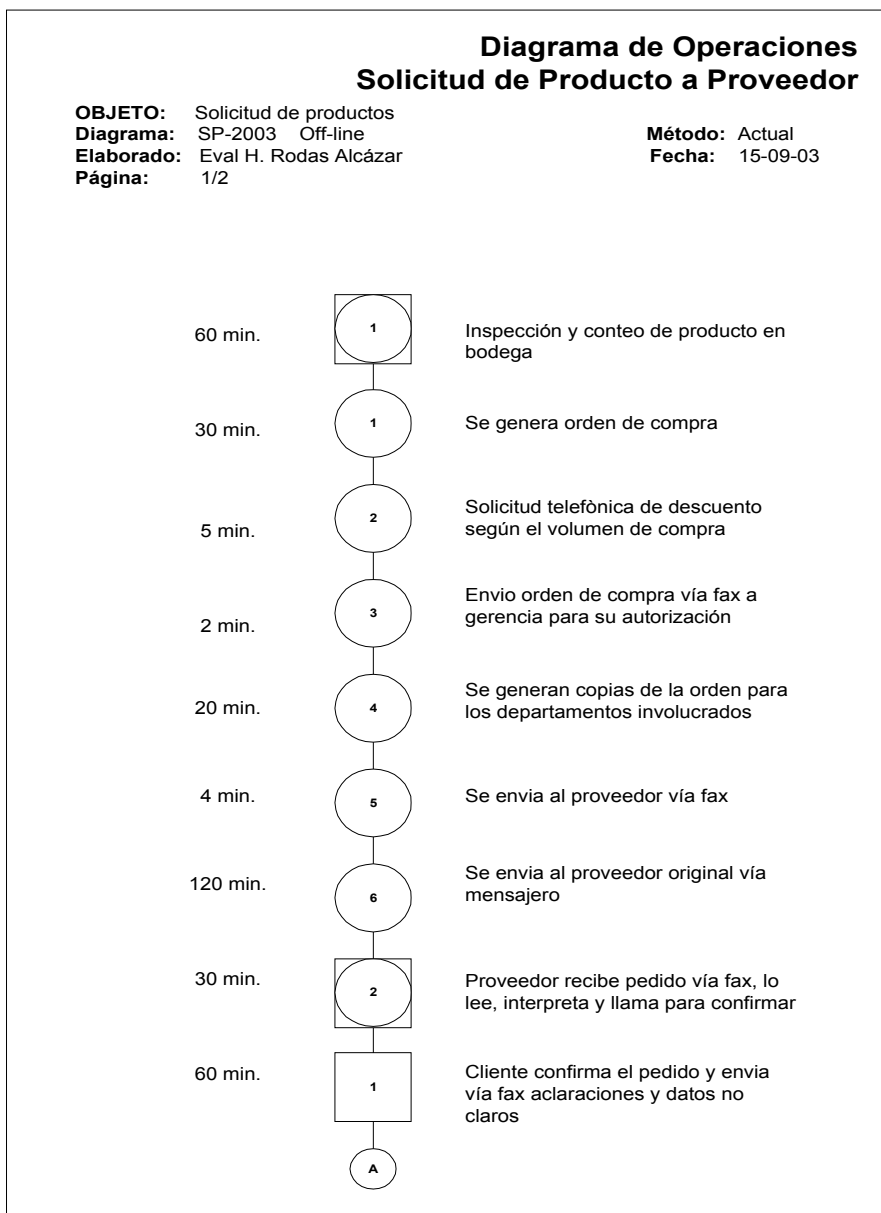 Diagrama de Operaciones
Solicitud de Producto a Proveedor
OBJETO: Solicitud de productos
Diagrama: SP-2003 Off-line
Método: Actual
Elaborado: Eval H. Rodas Alcázar
Fecha: 15-09-03
Página: 1/2
60 min.
1
Inspección y conteo de producto en
bodega
30 min.
1
Se genera orden de compra
5 min.
2
Solicitud telefònica de descuento
según el volumen de compra
2 min.
3
Envio orden de compra vía fax a
gerencia para su autorización
20 min.
4
Se generan copias de la orden para
los departamentos involucrados
4 min.
5
Se envia al proveedor vía fax
120 min.
6
Se envia al proveedor original vía
mensajero
30 min.
2
Proveedor recibe pedido vía fax, lo
lee, interpreta y llama para confirmar
60 min.
1
Cliente confirma el pedido y envia
vía fax aclaraciones y datos no
claros
A